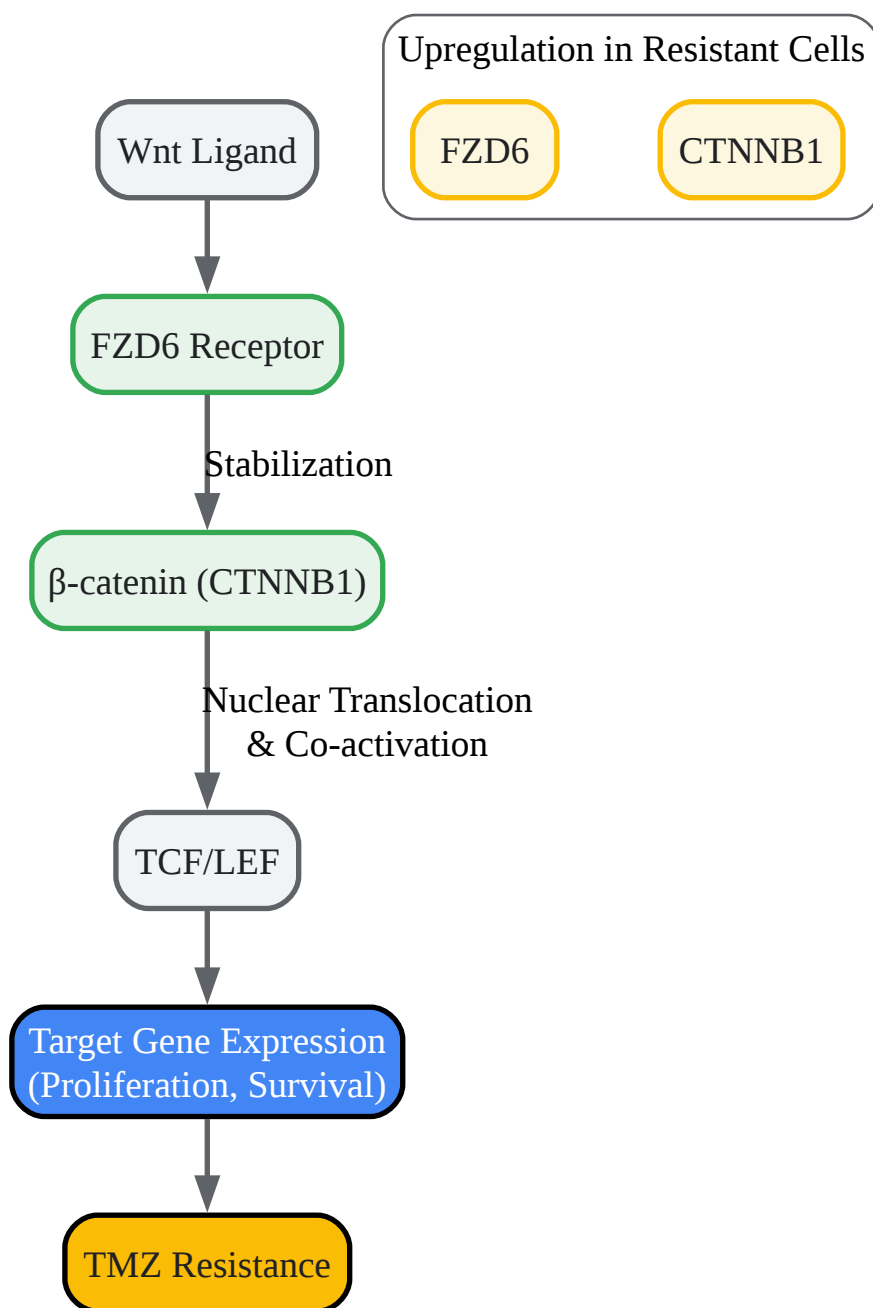 Upregulation in Resistant Cells
FZD6
CTNNB1
Wnt Ligand
FZD6 Receptor
Stabilization
β-catenin (CTNNB1)
Nuclear Translocation
& Co-activation
TCF/LEF
Target Gene Expression
(Proliferation, Survival)
TMZ Resistance